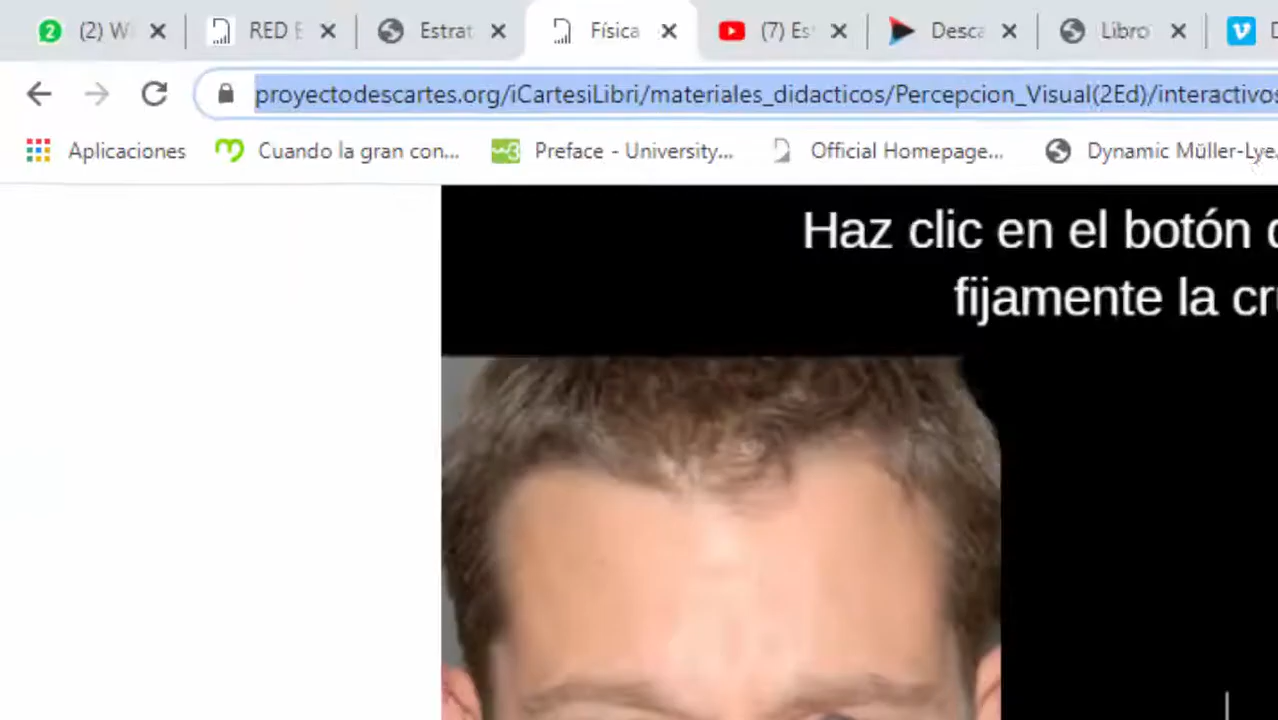 (2) W
RED E
Estrat
Física
(7) Es
Desca
Libro
proyectodescartes.org/iCartesiLibri/materiales_didacticos/Percepcion_Visual(2Ed)/interactivos
Aplicaciones
Cuando la gran con...
Preface - University...
Official Homepage...
Dynamic Müller-Lye
Haz clic en el botón
fijamente la cr